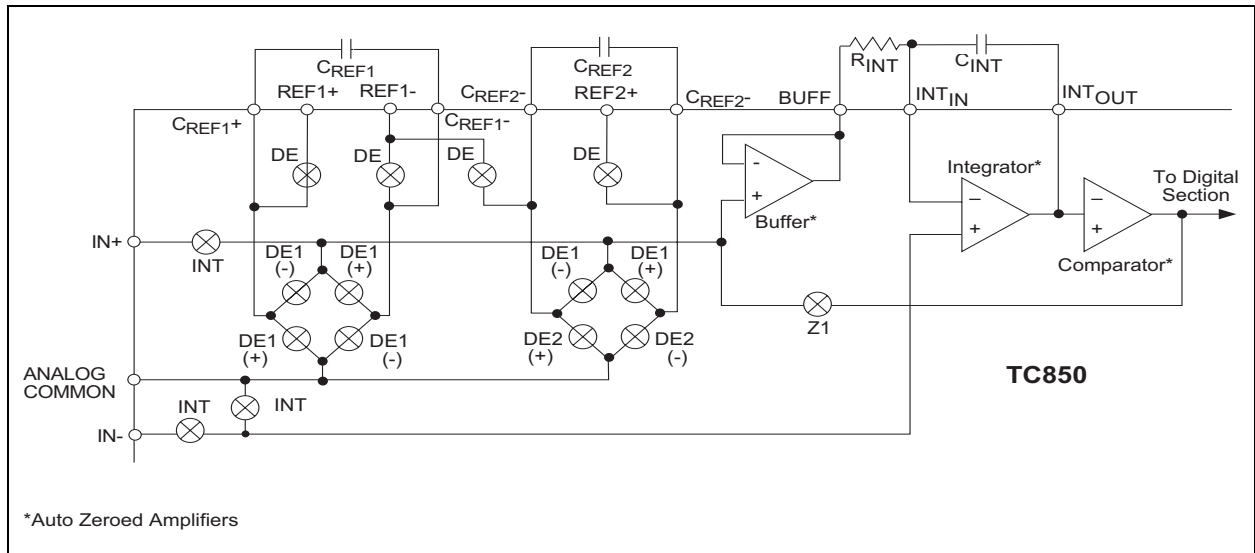 CREF1
CREF2
RINT
CINT
REF1+
REF1-
CREF2-
REF2+
CREF2-
BUFF
INTIN
INTOUT
CREF1+
CREF1-
DE
DE
DE
DE
-
+
Buffer*
Integrator*
-
+
-
+
Comparator*
To Digital
Section
IN+
INT
DE1
(-)
DE1
(+)
DE1
(-)
DE1
(+)
DE1
(+)
DE1
(-)
DE2
(+)
DE2
(-)
Z1
ANALOG
COMMON
TC850
INT
INT
IN-
*Auto Zeroed Amplifiers